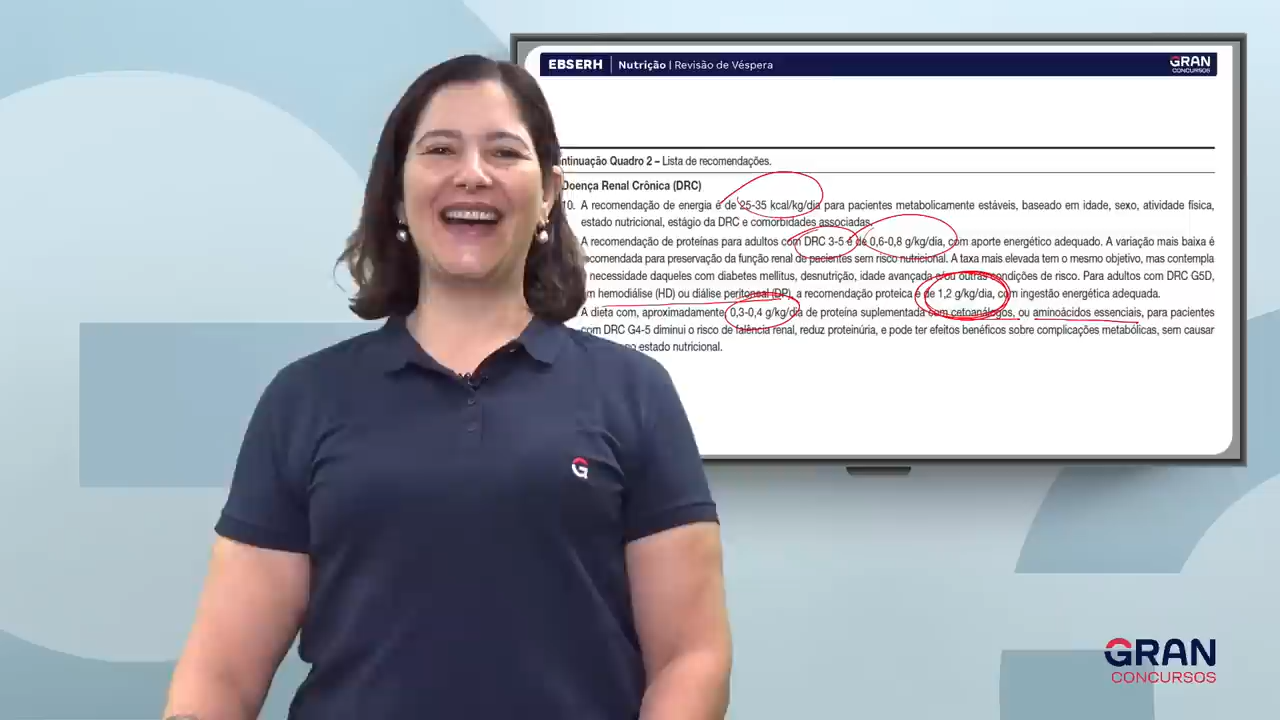 EBSERH | Nutrição | Revisão de Véspera
GRAN
CONCURSOS
ntinuação Quadro 2 – Lista de recomendações.
Doença Renal Crônica (DRC)
10. A recomendação de energia é de 25-35 kcal/kg/dia para pacientes metabolicamente estáveis, baseado em idade, sexo, atividade física,
estado nutricional, estágio da DRC e comorbidades associadas.
A recomendação de proteínas para adultos com DRC 3-5 é de 0,6-0,8 g/kg/dia, com aporte energético adequado. A variação mais baixa é
comendada para preservação da função renal de pacientes sem risco nutricional. A taxa mais elevada tem o mesmo objetivo, mas contempla
necessidade daqueles com diabetes mellitus, desnutrição, idade avançada e/ou outras condições de risco. Para adultos com DRC G5D,
m hemodiálise (HD) ou diálise peritoneal (DP), a recomendação proteica é de 1,2 g/kg/dia, com ingestão energética adequada.
A dieta com, aproximadamente, 0,3-0,4 g/kg/dia de proteína suplementada com cetoanálogos, ou aminoácidos essenciais, para pacientes
com DRC G4-5 diminui o risco de falência renal, reduz proteinúria, e pode ter efeitos benéficos sobre complicações metabólicas, sem causar
no estado nutricional.
G
GRAN
CONCURSOS